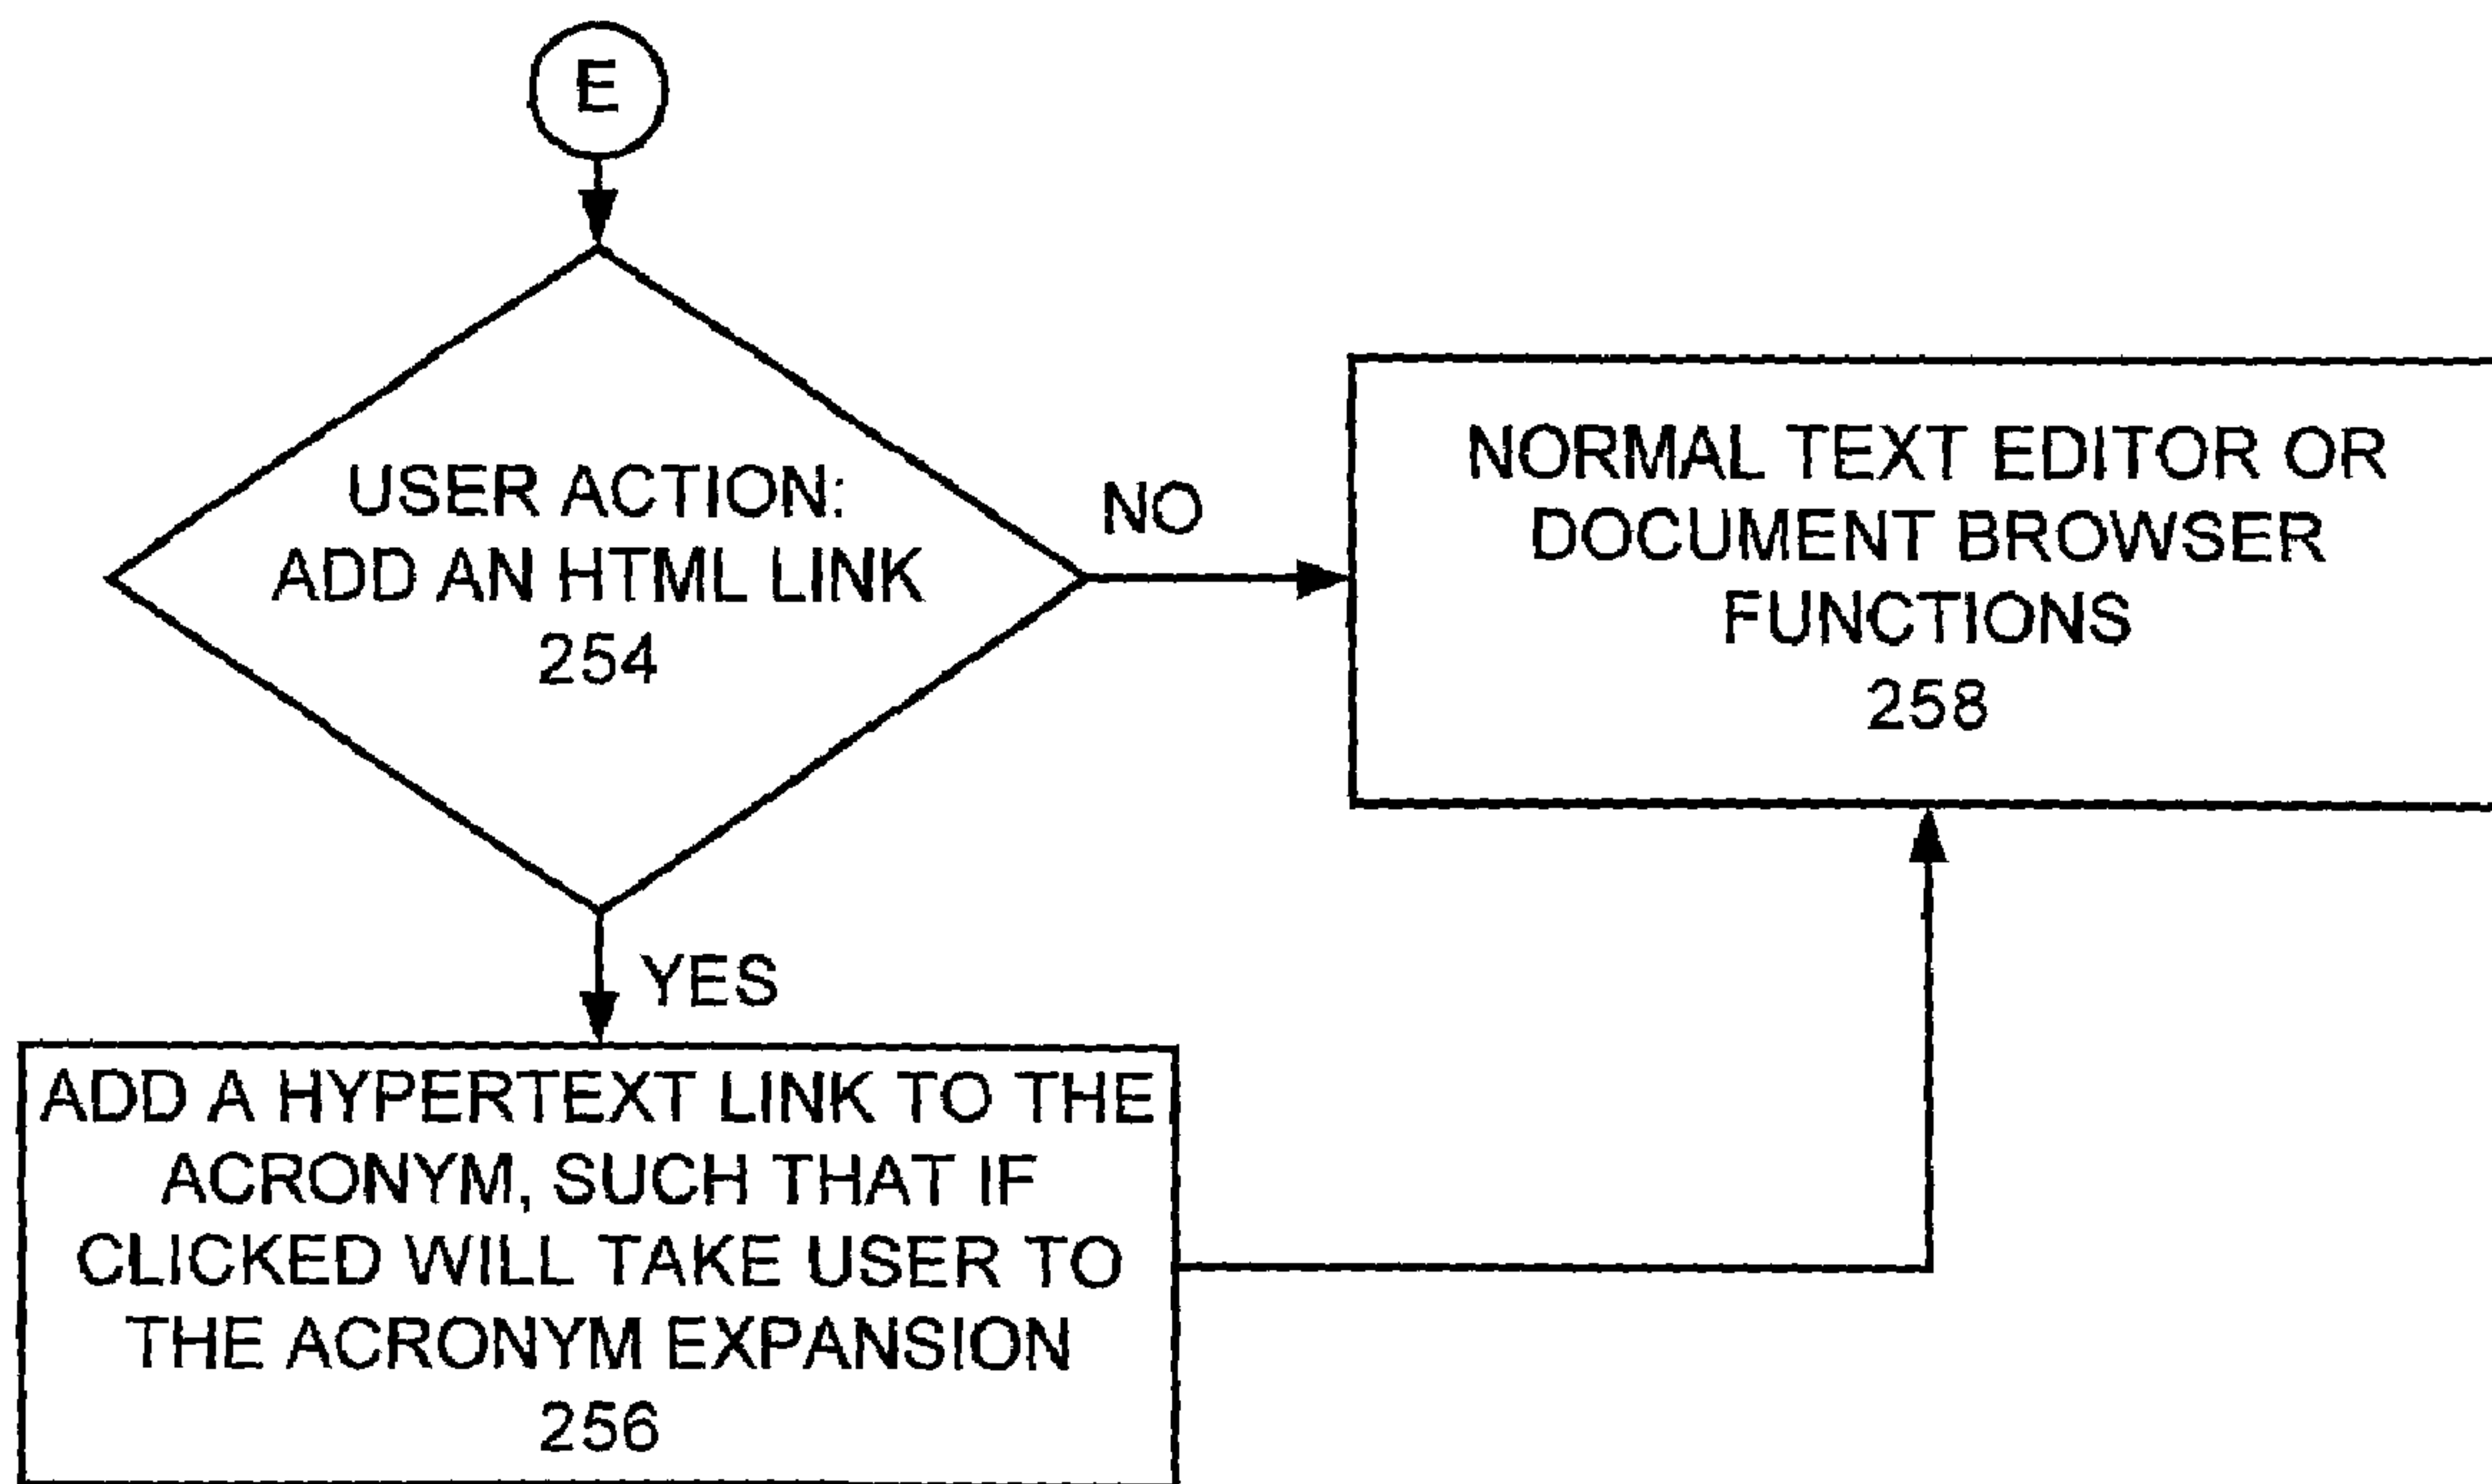 E
USER ACTION:
ADD AN HTML LINK
254
NO
NORMAL TEXT EDITOR OR
DOCUMENT BROWSER
FUNCTIONS
258
YES
ADD A HYPERTEXT LINK TO THE
ACRONYM, SUCH THAT IF
CLICKED WILL TAKE USER TO
THE ACRONYM EXPANSION
256